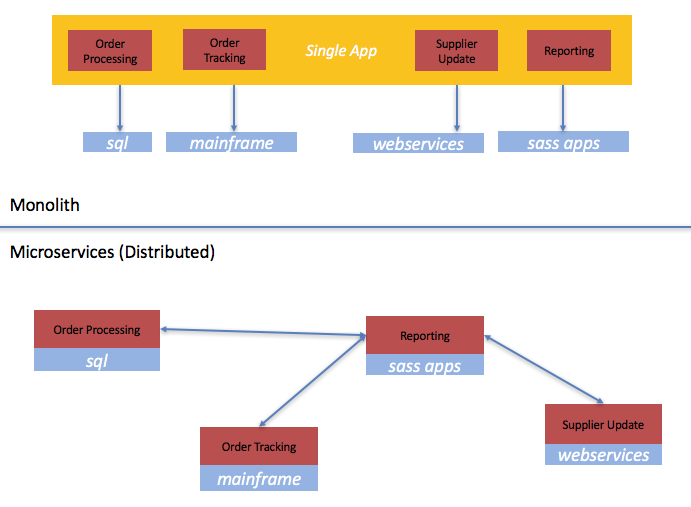 Order
Processing
Order
Tracking
Single App
Supplier
Update
Reporting
sql
mainframe
webservices
sass apps
Monolith
Microservices (Distributed)
Order Processing
sql
Reporting
sass apps
Supplier Update
webservices
Order Tracking
mainframe